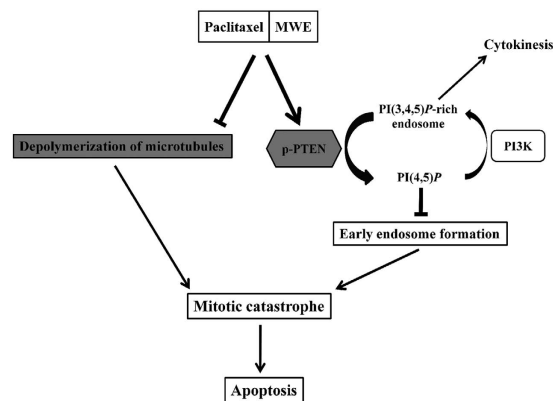 Paclitaxel MWE
Cytokinesis
PI(3,4,5)P-rich
endosome
Depolymerization of microtubules
p-PTEN
PI3K
PI(4,5)P
Early endosome formation
Mitotic catastrophe
Apoptosis